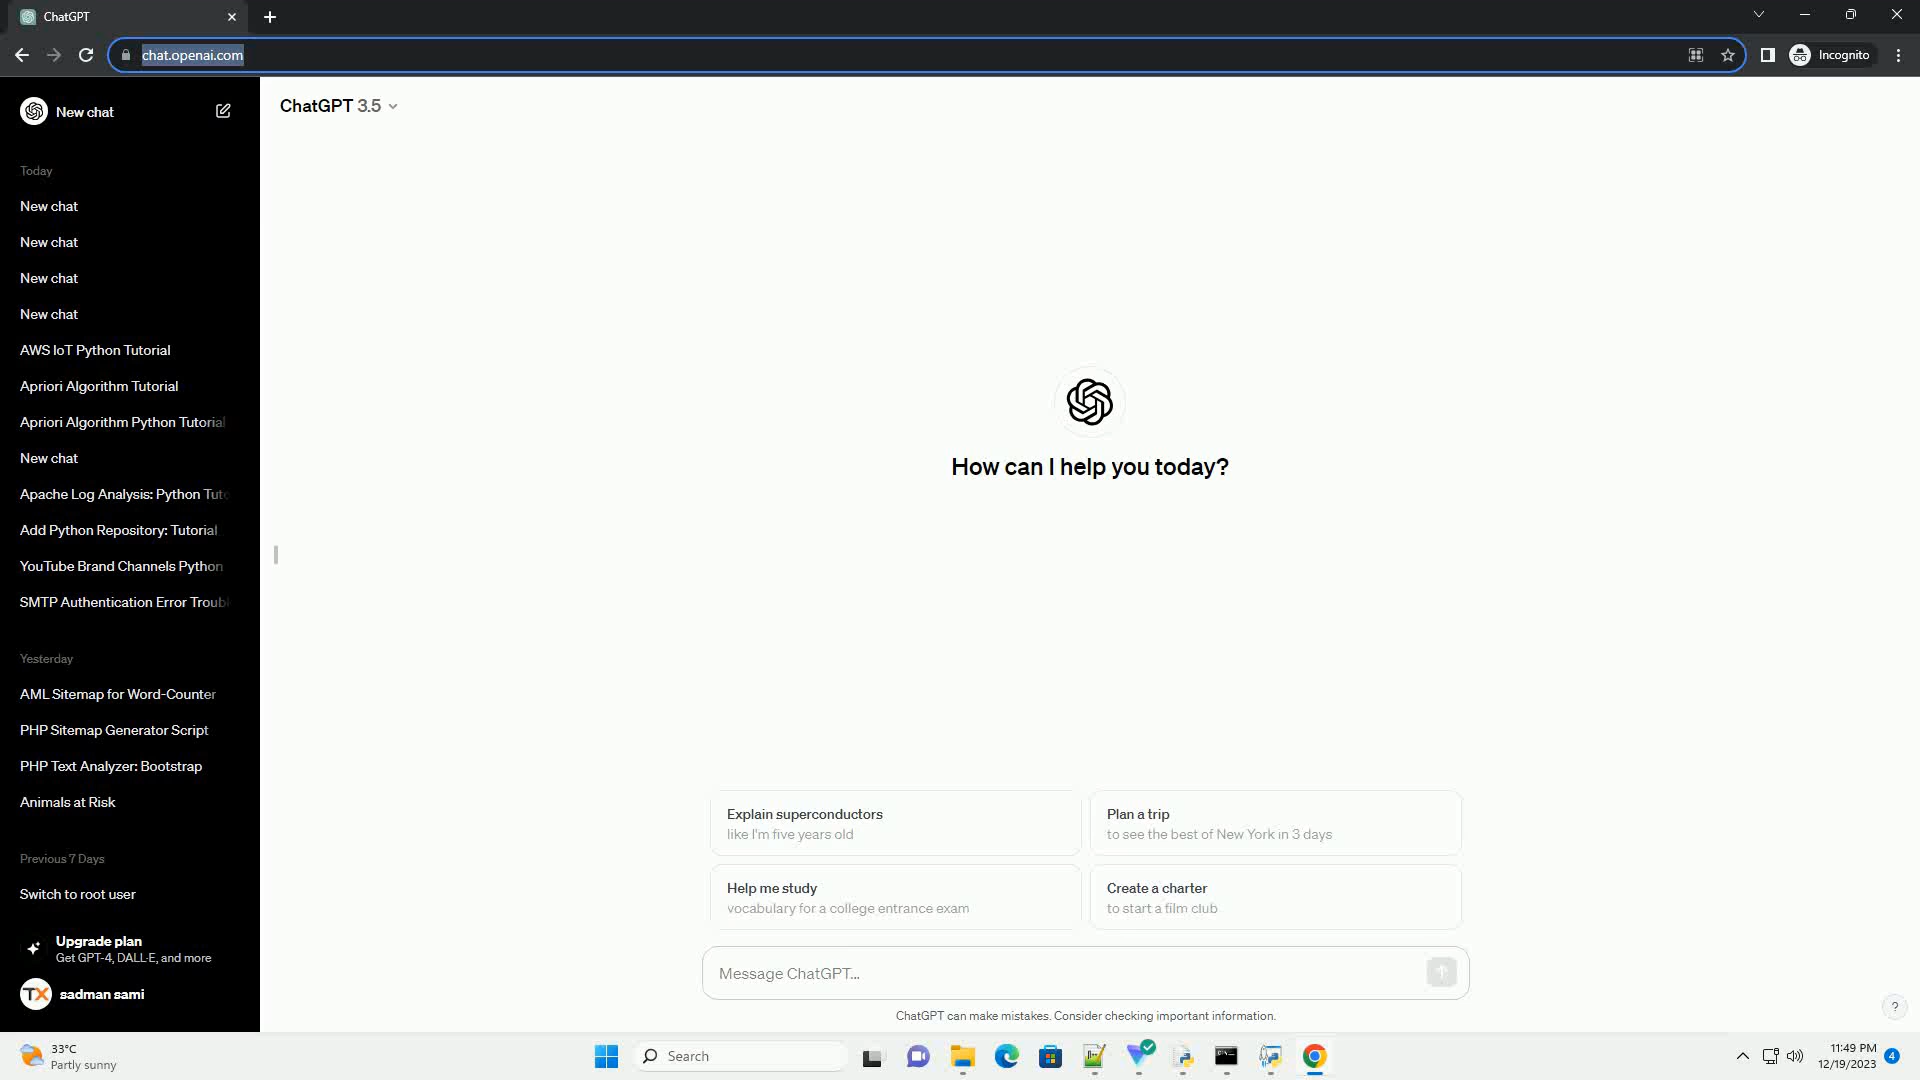 ChatGPT
chat.openai.com
Incognito
New chat
ChatGPT 3.5
Today
New chat
New chat
New chat
New chat
AWS IoT Python Tutorial
Apriori Algorithm Tutorial
Apriori Algorithm Python Tutorial
New chat
Apache Log Analysis: Python Tut
Add Python Repository: Tutorial
YouTube Brand Channels Python
SMTP Authentication Error Troub
Yesterday
AML Sitemap for Word-Counter
PHP Sitemap Generator Script
PHP Text Analyzer: Bootstrap
Animals at Risk
Previous 7 Days
Switch to root user
Upgrade plan
Get GPT-4, DALL·E, and more
TX sadman sami
How can I help you today?
Explain superconductors
like I'm five years old
Plan a trip
to see the best of New York in 3 days
Help me study
vocabulary for a college entrance exam
Create a charter
to start a film club
Message ChatGPT...
ChatGPT can make mistakes. Consider checking important information.
?
33°C
Partly sunny
Search
11:49 PM
12/19/2023
4